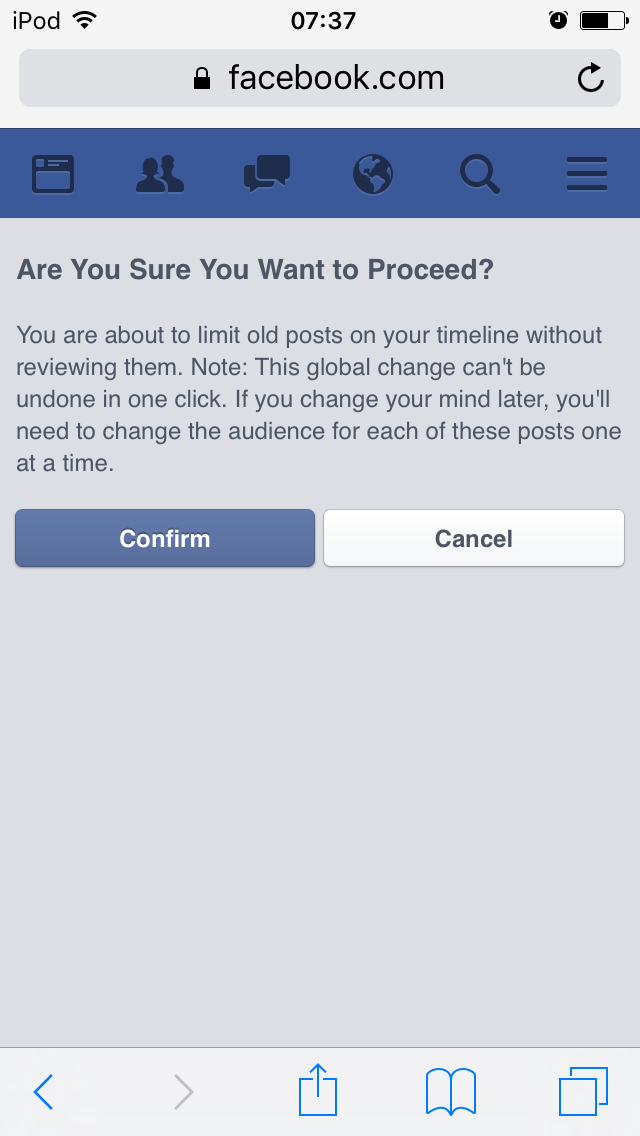 iPod 07:37
facebook.com
Are You Sure You Want to Proceed?
You are about to limit old posts on your timeline without
reviewing them. Note: This global change can't be
undone in one click. If you change your mind later, you'll
need to change the audience for each of these posts one
at a time.
Confirm Cancel